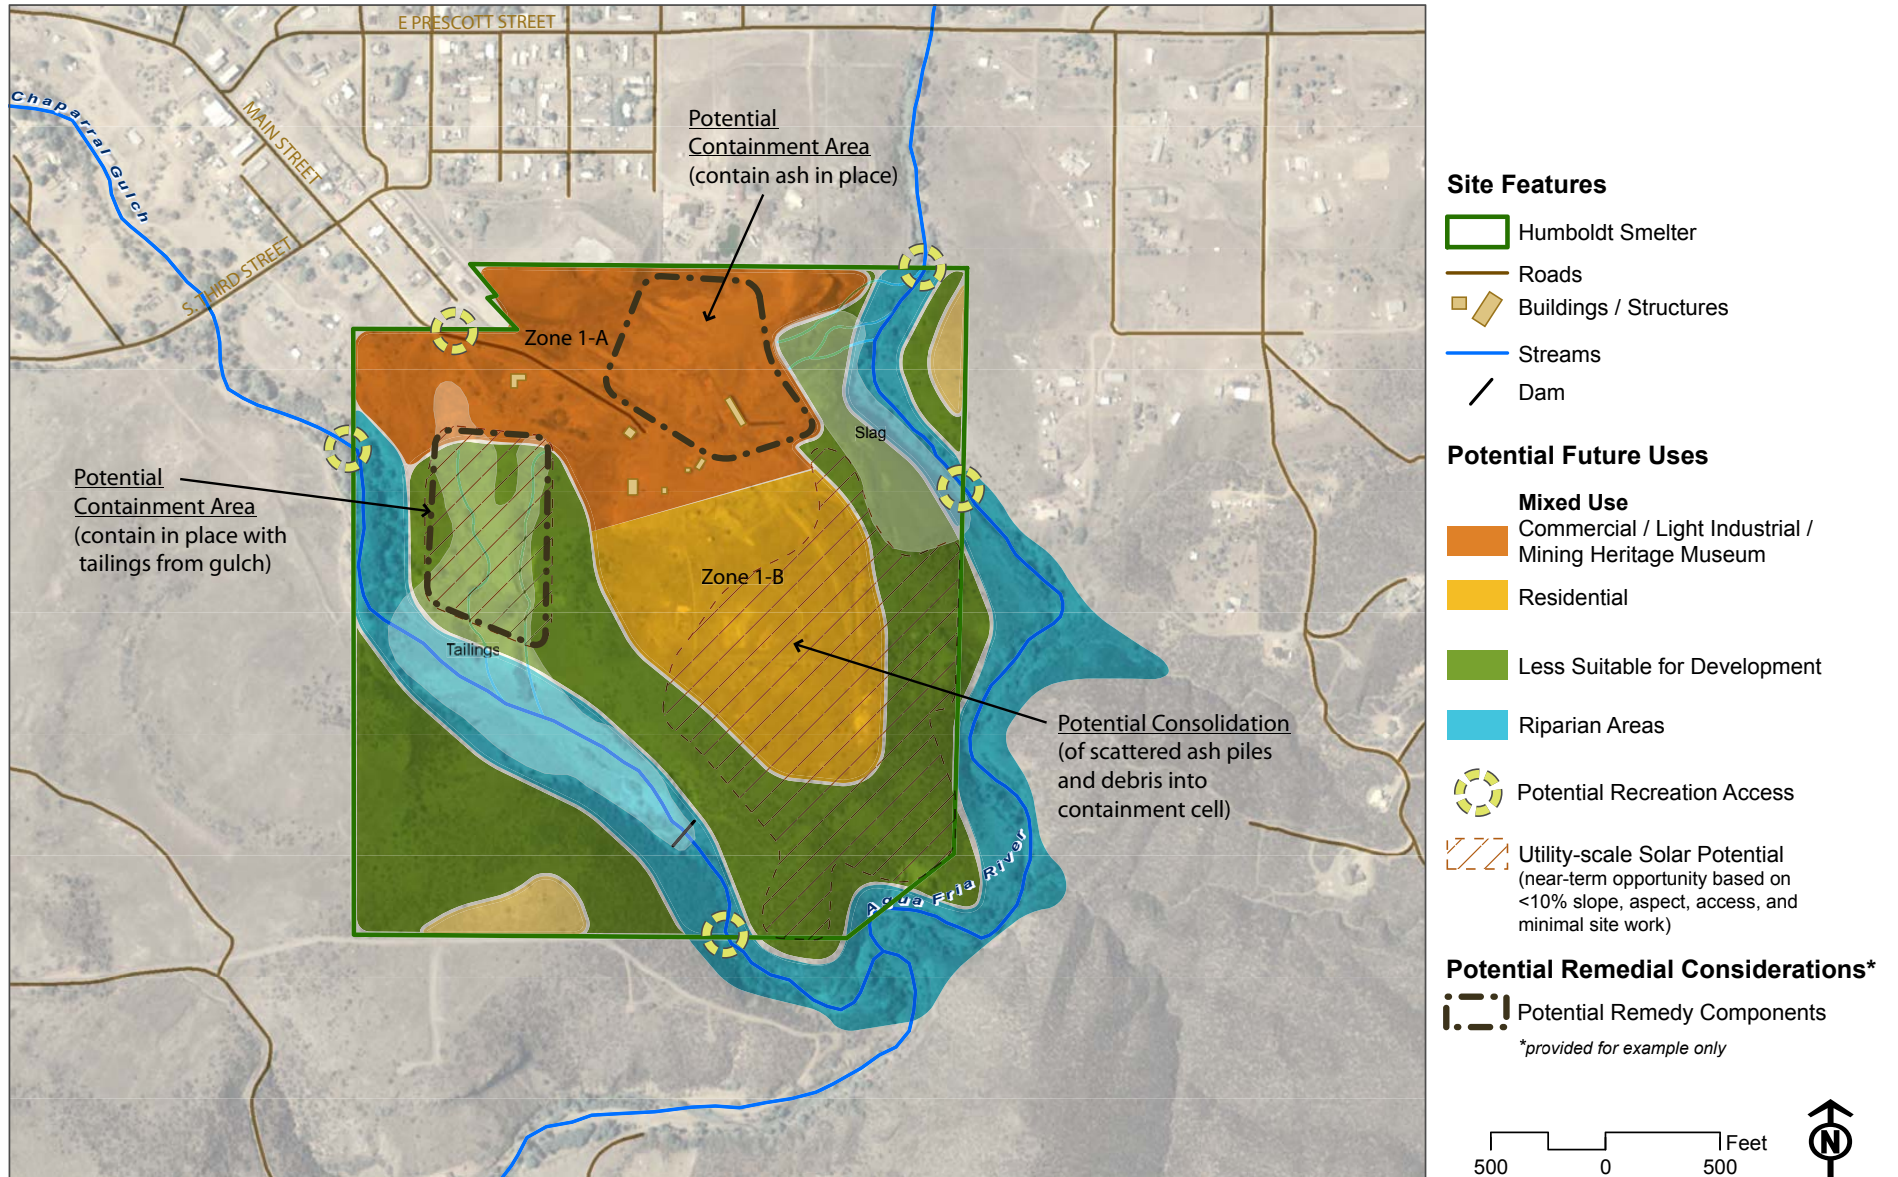 E PRESCOTT STREET
Chaparral Gulch
MAIN STREET
S. THIRD STREET
Potential
Containment Area
(contain ash in place)
Zone 1-A
Slag
Potential
Containment Area
(contain in place with
tailings from gulch)
Zone 1-B
Tailings
Potential Consolidation
(of scattered ash piles
and debris into
containment cell)
Agua Fria River
Site Features
Humboldt Smelter
Roads
Buildings / Structures
Streams
Dam
Potential Future Uses
Mixed Use
Commercial / Light Industrial /
Mining Heritage Museum
Residential
Less Suitable for Development
Riparian Areas
Potential Recreation Access
Utility-scale Solar Potential
(near-term opportunity based on
<10% slope, aspect, access, and
minimal site work)
Potential Remedial Considerations*
Potential Remedy Components
*provided for example only
Feet
500 0 500
N